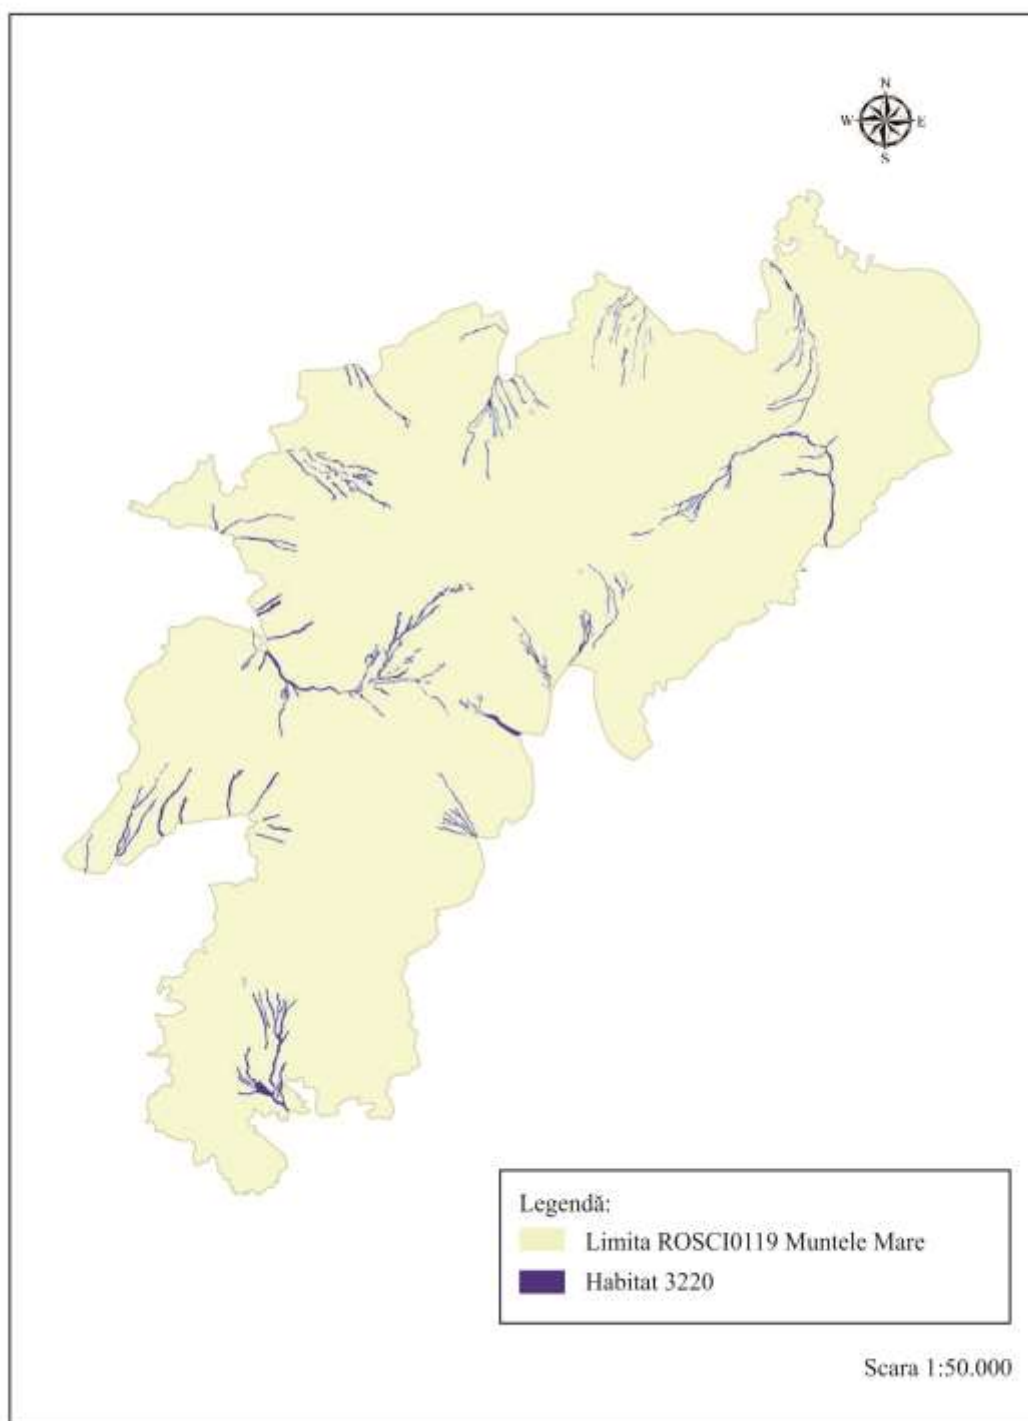 N
W E
S
Legendă:
Limita ROSCI0119 Muntele Mare
Habitat 3220
Scara 1:50.000